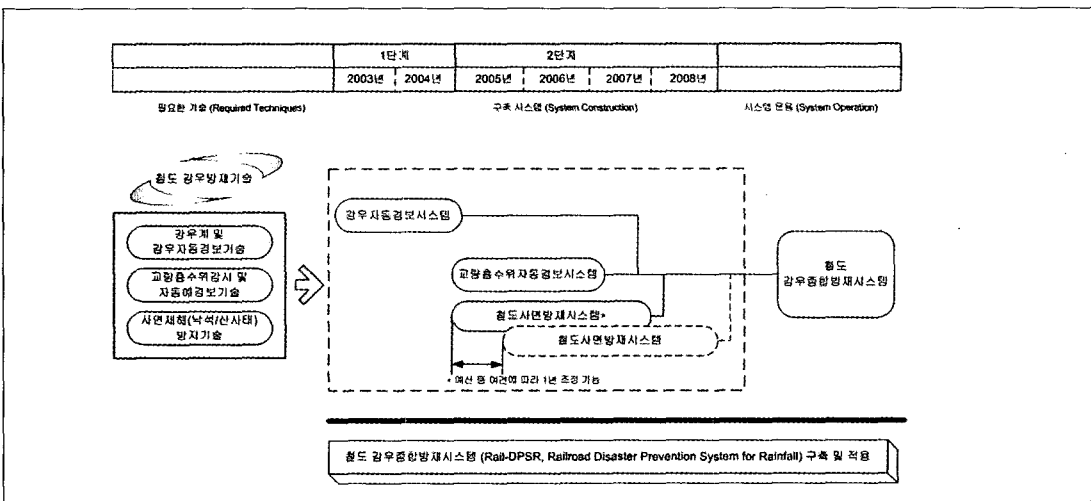 1단계 2단계
2003년 2004년 2005년 2006년 2007년 2008년
필요한 기술 (Required Techniques) 구축 시스템 (System Construction) 시스템 운용 (System Operation)
철도 강우방재기술
강우계 및
강우자동경보기술
교량홍수위감시 및
자동예경보기술
사면재해(낙석/산사태)
방지기술
강우자동경보시스템
교량홍수위자동경보시스템
철도사면방재시스템*
철도사면방재시스템
* 예산 등 여건에 따라 1년 조정 가능
철도
강우종합방재시스템
철도 강우종합방재시스템 (Rail-DPSR, Railroad Disaster Prevention System for Rainfall) 구축 및 적용